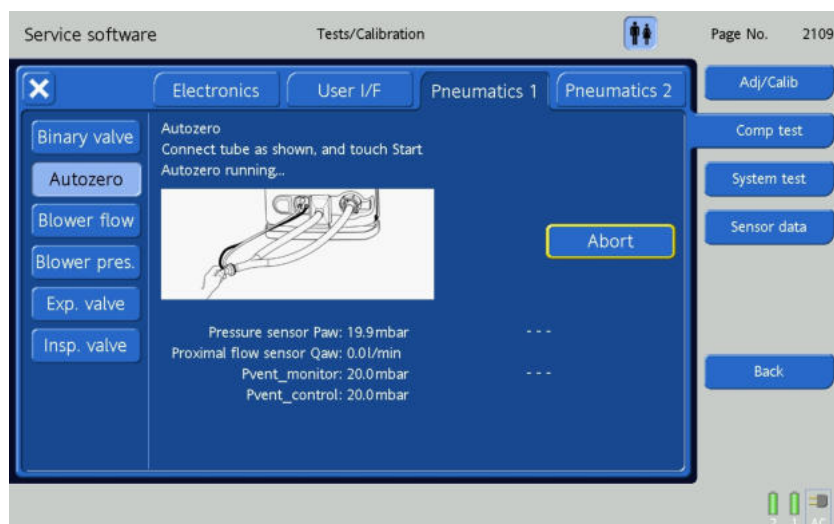 Service software
Tests/Calibration
Page No. 2109
Electronics
User I/F
Pneumatics 1
Pneumatics 2
Adj/Calib
Comp test
System test
Sensor data
Back
Binary valve
Autozero
Blower flow
Blower pres.
Exp. valve
Insp. valve
Autozero
Connect tube as shown, and touch Start
Autozero running...
Abort
Pressure sensor Paw: 19.9 mbar ---
Proximal flow sensor Qaw: 0.0 l/min
Pvent_monitor: 20.0 mbar ---
Pvent_control: 20.0 mbar
2 1 AC